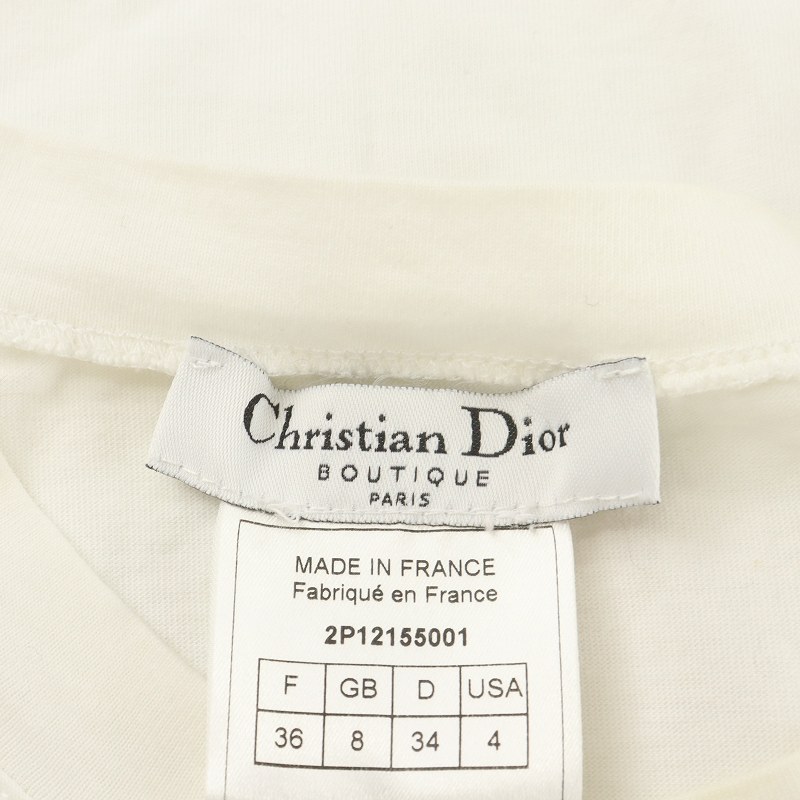 Christian Dior
BOUTIQUE
PARIS
MADE IN FRANCE
Fabriqué en France
2P12155001
F GB D USA
36 8 34 4